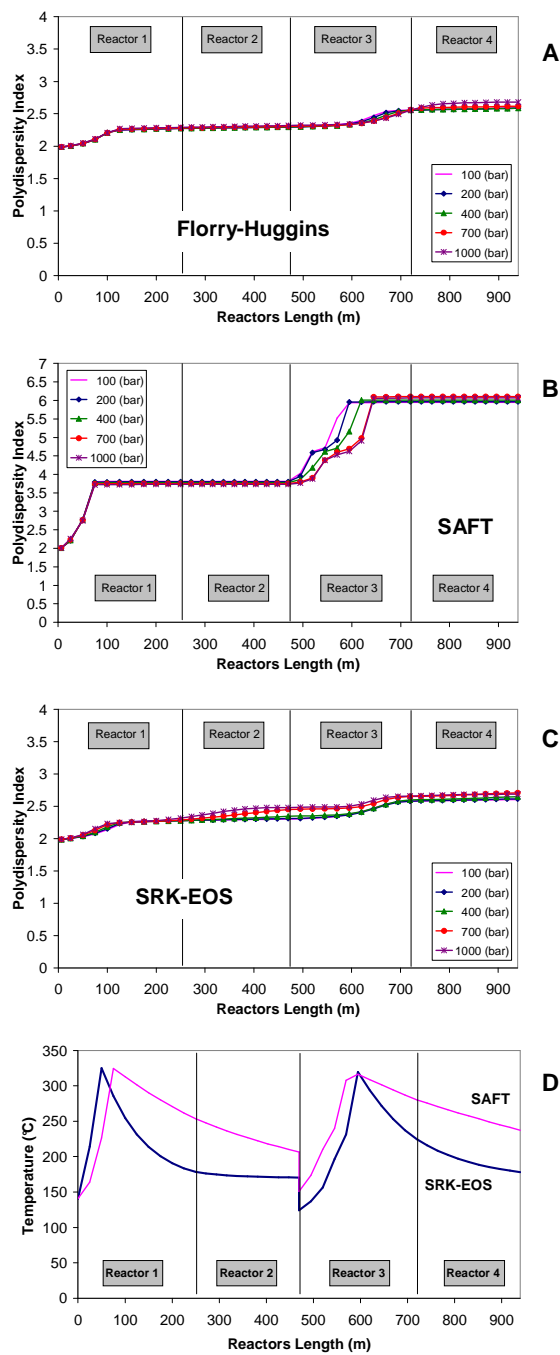 A
Reactor 1 Reactor 2 Reactor 3 Reactor 4
4
3.5
3
2.5
2
1.5
1
0.5
0
Polydispersity Index
Florry-Huggins
100 (bar)
200 (bar)
400 (bar)
700 (bar)
1000 (bar)
0 100 200 300 400 500 600 700 800 900
Reactors Length (m)
B
7
6.5
6
5.5
5
4.5
4
3.5
3
2.5
2
1.5
1
0.5
0
Polydispersity Index
100 (bar)
200 (bar)
400 (bar)
700 (bar)
1000 (bar)
SAFT
Reactor 1 Reactor 2 Reactor 3 Reactor 4
0 100 200 300 400 500 600 700 800 900
Reactors Length (m)
C
Reactor 1 Reactor 2 Reactor 3 Reactor 4
4
3.5
3
2.5
2
1.5
1
0.5
0
Polydispersity Index
SRK-EOS
100 (bar)
200 (bar)
400 (bar)
700 (bar)
1000 (bar)
0 100 200 300 400 500 600 700 800 900
Reactors Length (m)
D
350
300
250
200
150
100
50
0
Temperature (°C)
SAFT
SRK-EOS
Reactor 1 Reactor 2 Reactor 3 Reactor 4
0 100 200 300 400 500 600 700 800 900
Reactors Length (m)